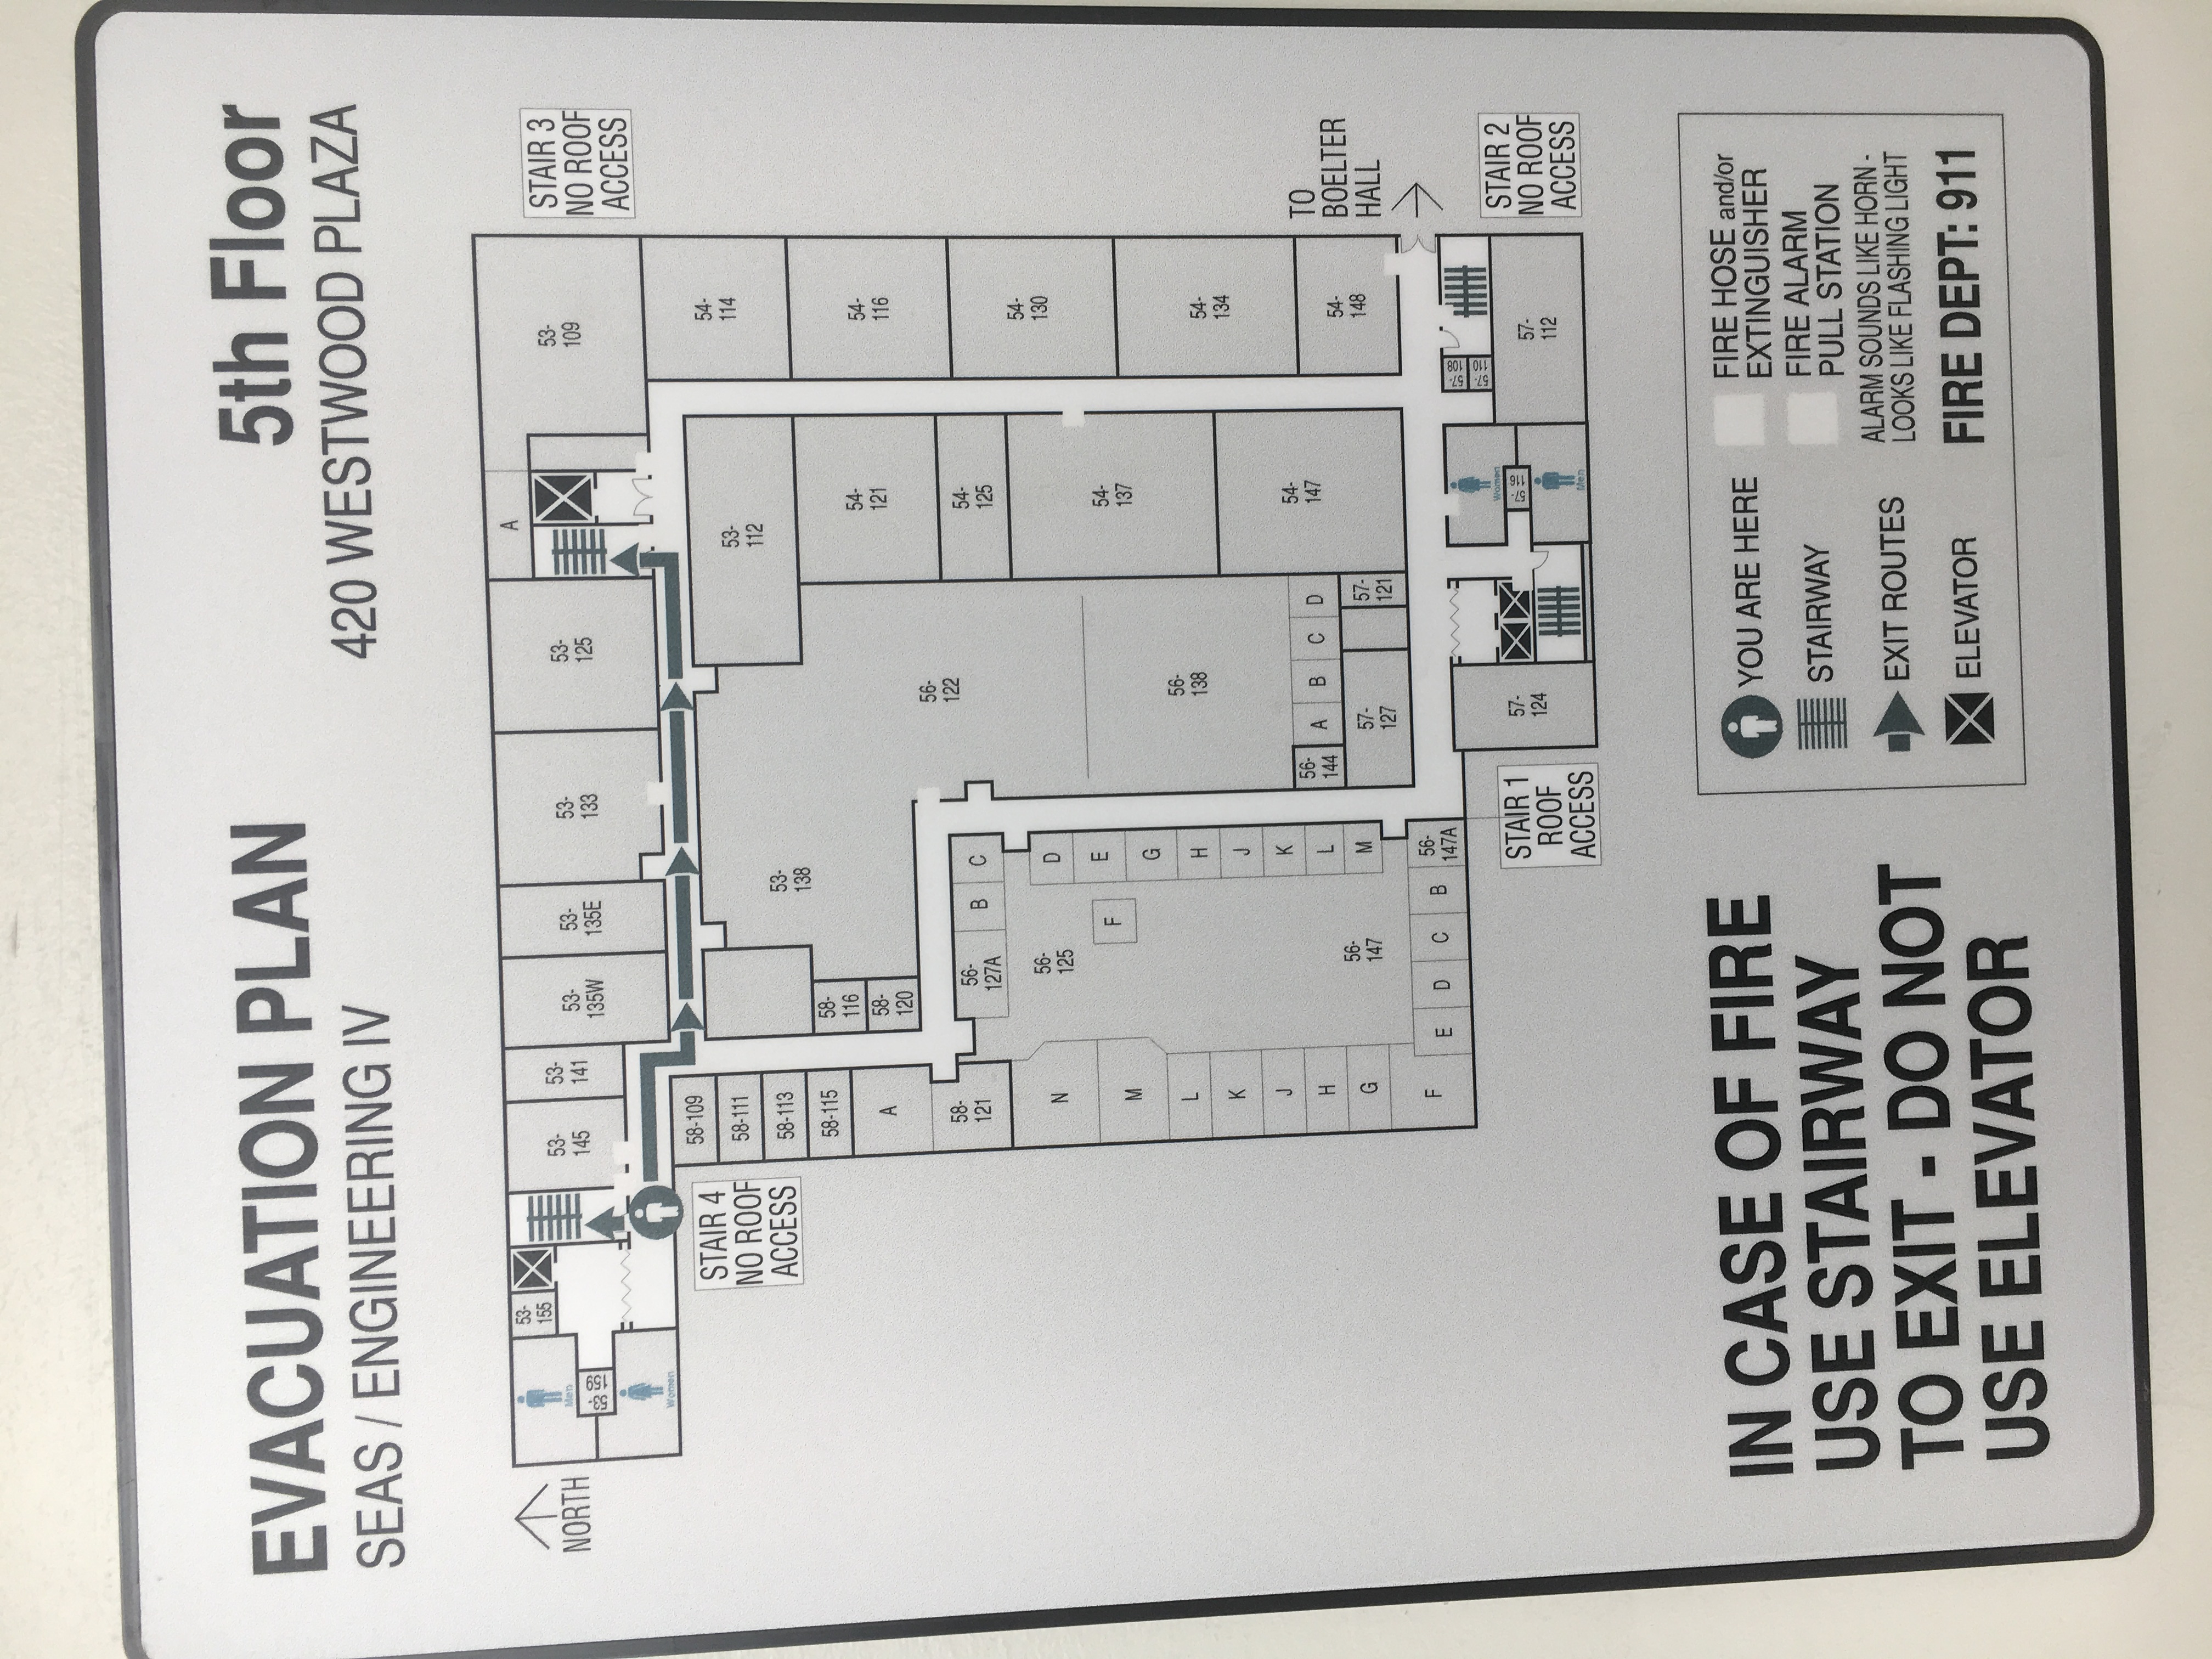 EVACUATION PLAN
SEAS / ENGINEERING IV
5th Floor
420 WESTWOOD PLAZA
NORTH
Men
53-
159
Women
53-
155
53-
145
53-
141
53-
135W
53-
135E
53-
133
53-
125
A
53-
109
STAIR 3
NO ROOF
ACCESS
STAIR 4
NO ROOF
ACCESS
58-109
58-111
58-113
58-115
A
58-
121
58-
116
58-
120
53-
138
53-
112
54-
114
54-
121
54-
116
56-
122
54-
125
54-
130
56-
127A
B
C
56-
125
D
E
F
G
H
J
K
L
M
N
M
L
K
J
H
G
F
E
D
C
B
56-
147A
56-
147
56-
138
54-
137
54-
134
54-
147
54-
148
56-
144
A
B
C
D
57-
127
57-
121
TO
BOELTER
HALL
STAIR 1
ROOF
ACCESS
57-
124
Women
57-
116
Men
57-
108
57-
110
57-
112
STAIR 2
NO ROOF
ACCESS
IN CASE OF FIRE
USE STAIRWAY
TO EXIT - DO NOT
USE ELEVATOR
YOU ARE HERE
STAIRWAY
EXIT ROUTES
ELEVATOR
FIRE HOSE and/or
EXTINGUISHER
FIRE ALARM
PULL STATION
ALARM SOUNDS LIKE HORN -
LOOKS LIKE FLASHING LIGHT
FIRE DEPT: 911